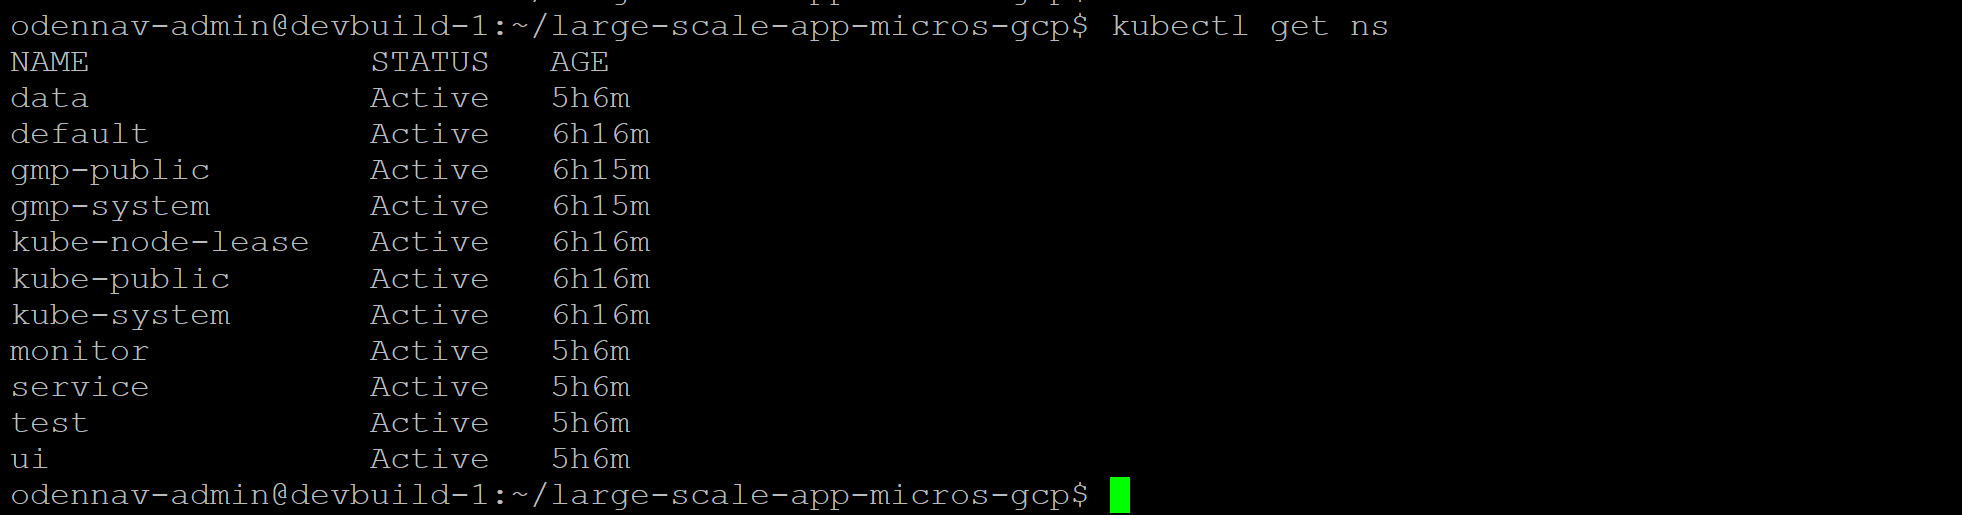 odennav-admin@devbuild-1:~/large-scale-app-micros-gcp$ kubectl get ns
NAME              STATUS   AGE
data              Active   5h6m
default           Active   6h16m
gmp-public        Active   6h15m
gmp-system        Active   6h15m
kube-node-lease   Active   6h16m
kube-public       Active   6h16m
kube-system       Active   6h16m
monitor           Active   5h6m
service           Active   5h6m
test              Active   5h6m
ui                Active   5h6m
odennav-admin@devbuild-1:~/large-scale-app-micros-gcp$